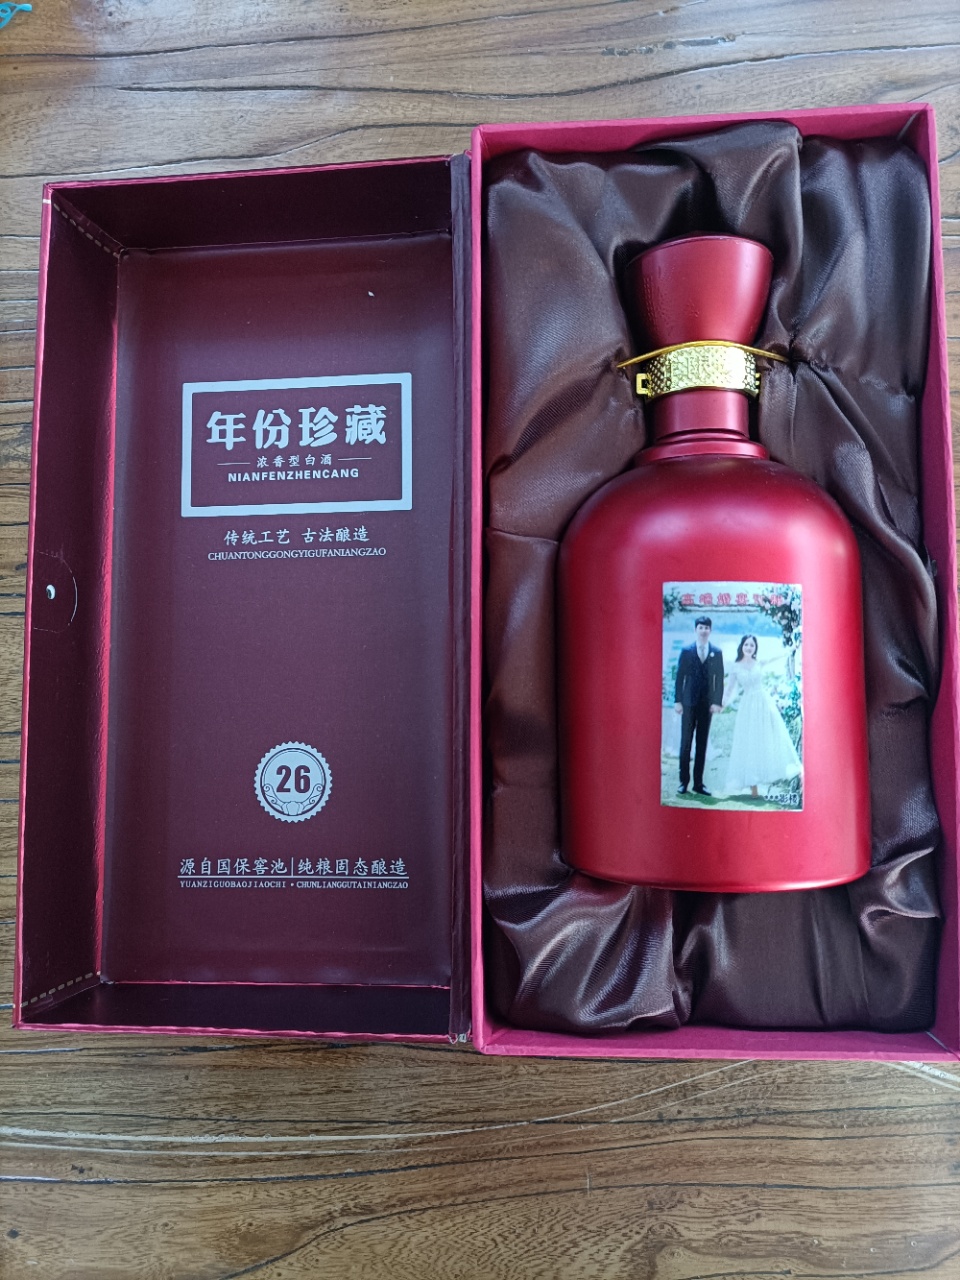 年份珍藏
浓香型白酒
NIANFENZHENCANG
传统工艺 古法酿造
CHUANTONGGONGYIGUFANIANGZAO
26
源自国保窖池|纯粮固态酿造
YUANZIGUOBAOJIAOCHI • CHUNLIANGGUTAINIANGZAO